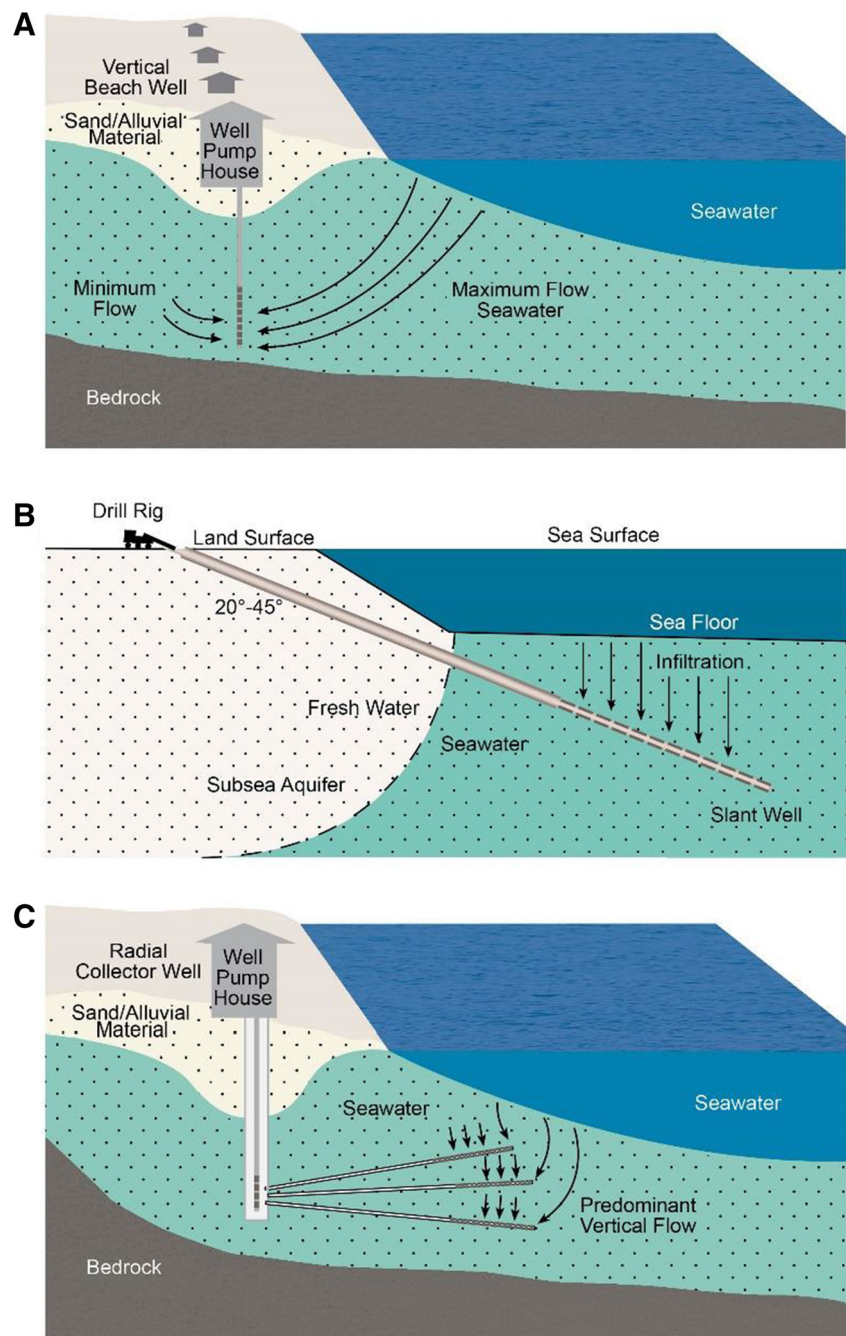 A
Vertical
Beach Well
Sand/Alluvial
Material
Well
Pump
House
Seawater
Minimum
Flow
Maximum Flow
Seawater
Bedrock
B
Drill Rig
Land Surface
Sea Surface
20°-45°
Sea Floor
Infiltration
Fresh Water
Seawater
Subsea Aquifer
Slant Well
C
Radial
Collector Well
Well
Pump
House
Sand/Alluvial
Material
Seawater
Seawater
Predominant
Vertical Flow
Bedrock